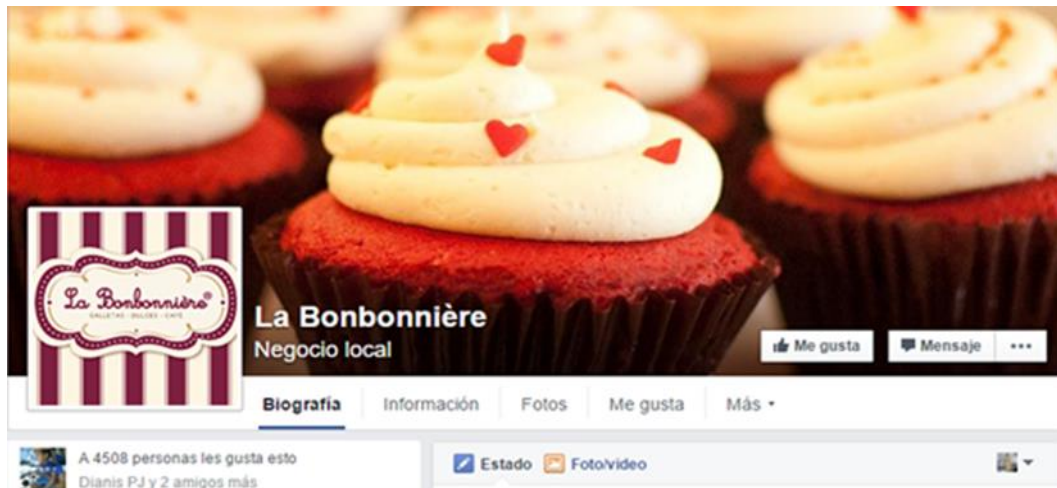 La Bonbonnière®
GALLETAS · DULCES · CAFÉ
La Bonbonnière
Negocio local
Me gusta
Mensaje
Biografía
Información
Fotos
Me gusta
Más
A 4508 personas les gusta esto
Dianis PJ y 2 amigos más
Estado
Foto/video